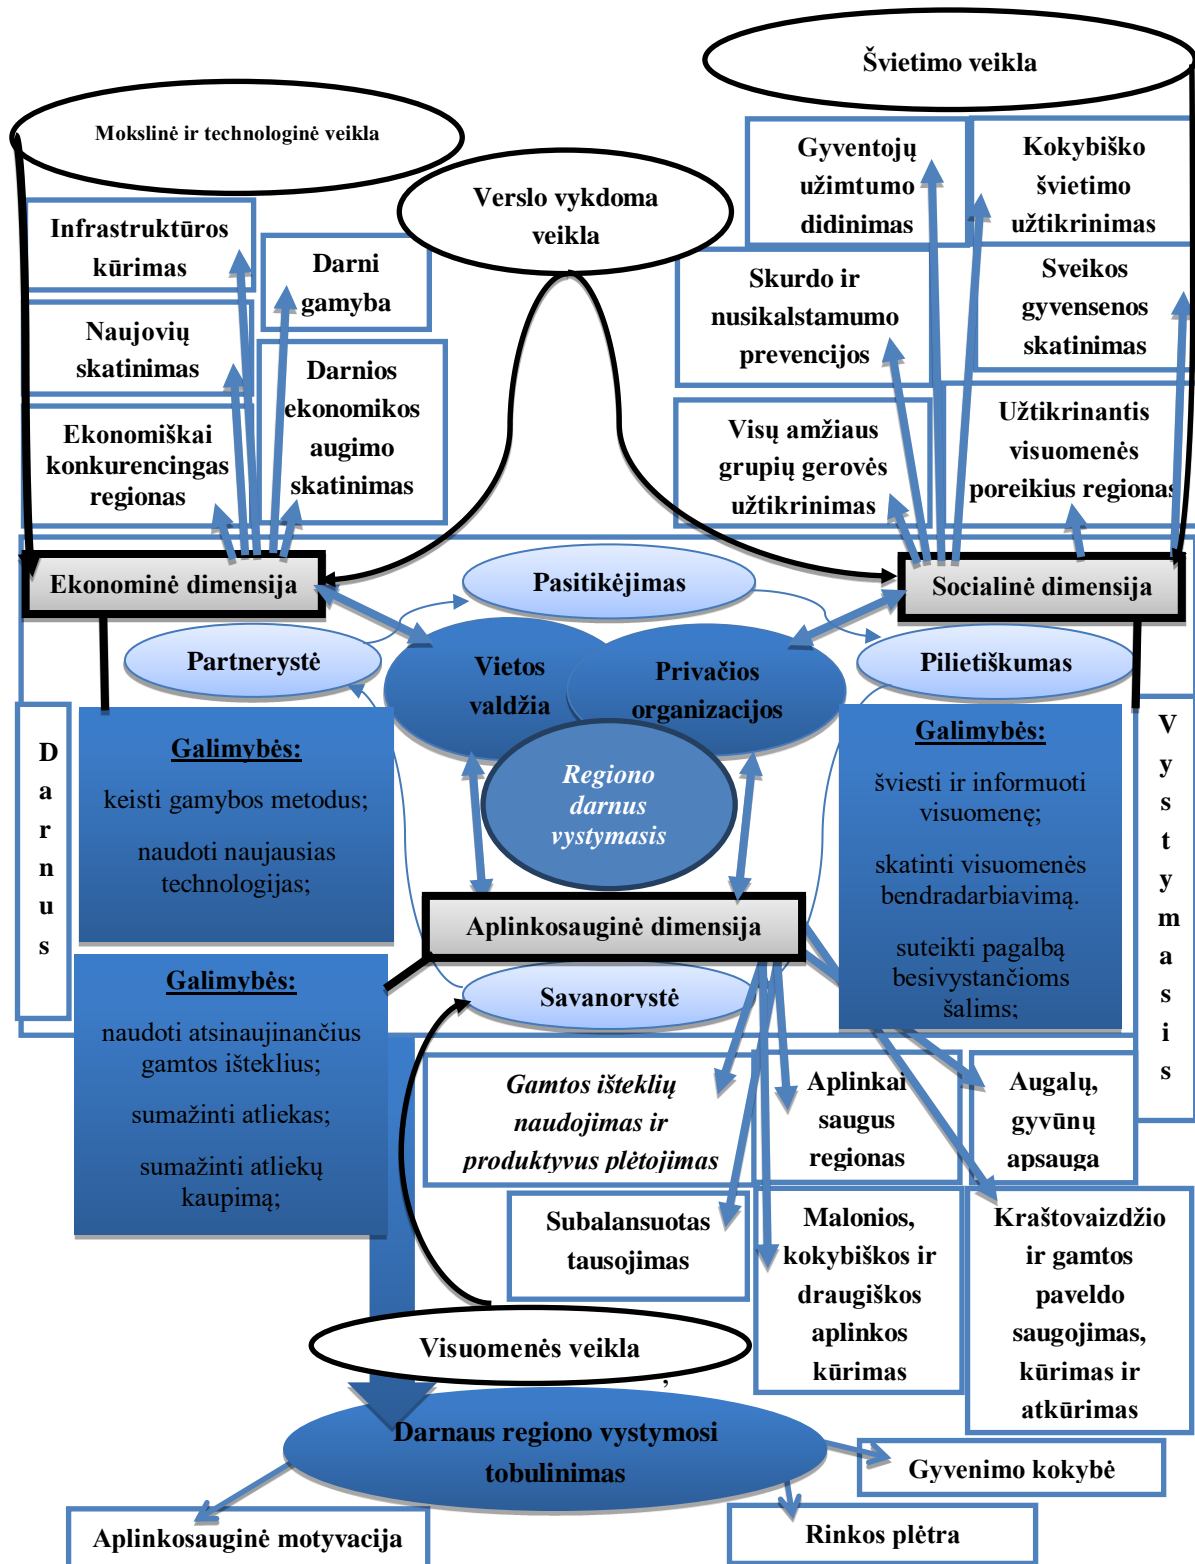 Švietimo veikla
Mokslinė ir technologinė veikla
Verslo vykdoma
veikla
Gyventojų
užimtumo
didinimas
Kokybiško
švietimo
užtikrinimas
Infrastruktūros
kūrimas
Darni
gamyba
Skurdo ir
nusikalstamumo
prevencijos
Sveikos
gyvensenos
skatinimas
Naujovių
skatinimas
Darnios
ekonomikos
augimo
skatinimas
Ekonomiškai
konkurencingas
regionas
Visų amžiaus
grupių gerovės
užtikrinimas
Užtikrinantis
visuomenės
poreikius regionas
Ekonominė dimensija
Pasitikėjimas
Socialinė dimensija
Partnerystė
Vietos
valdžia
Privačios
organizacijos
Pilietiškumas
D
a
r
n
u
s
Galimybės:
keisti gamybos metodus;
naudoti naujausias
technologijas;
Regiono
darnus
vystymasis
Galimybės:
šviesti ir informuoti
visuomenę;
skatinti visuomenės
bendradarbiavimą.
suteikti pagalbą
besivystančioms
šalims;
V
y
s
t
y
m
a
s
i
s
Aplinkosauginė dimensija
Savanorystė
Galimybės:
naudoti atsinaujinančius
gamtos išteklius;
sumažinti atliekas;
sumažinti atliekų
kaupimą;
Gamtos išteklių
naudojimas ir
produktyvus plėtojimas
Aplinkai
saugus
regionas
Augalų,
gyvūnų
apsauga
Subalansuotas
tausojimas
Malonios,
kokybiškos ir
draugiškos
aplinkos
kūrimas
Kraštovaizdžio
ir gamtos
paveldo
saugojimas,
kūrimas ir
atkūrimas
Visuomenės veikla
;
Darnaus regiono vystymosi
tobulinimas
Gyvenimo kokybė
Aplinkosauginė motyvacija
Rinkos plėtra